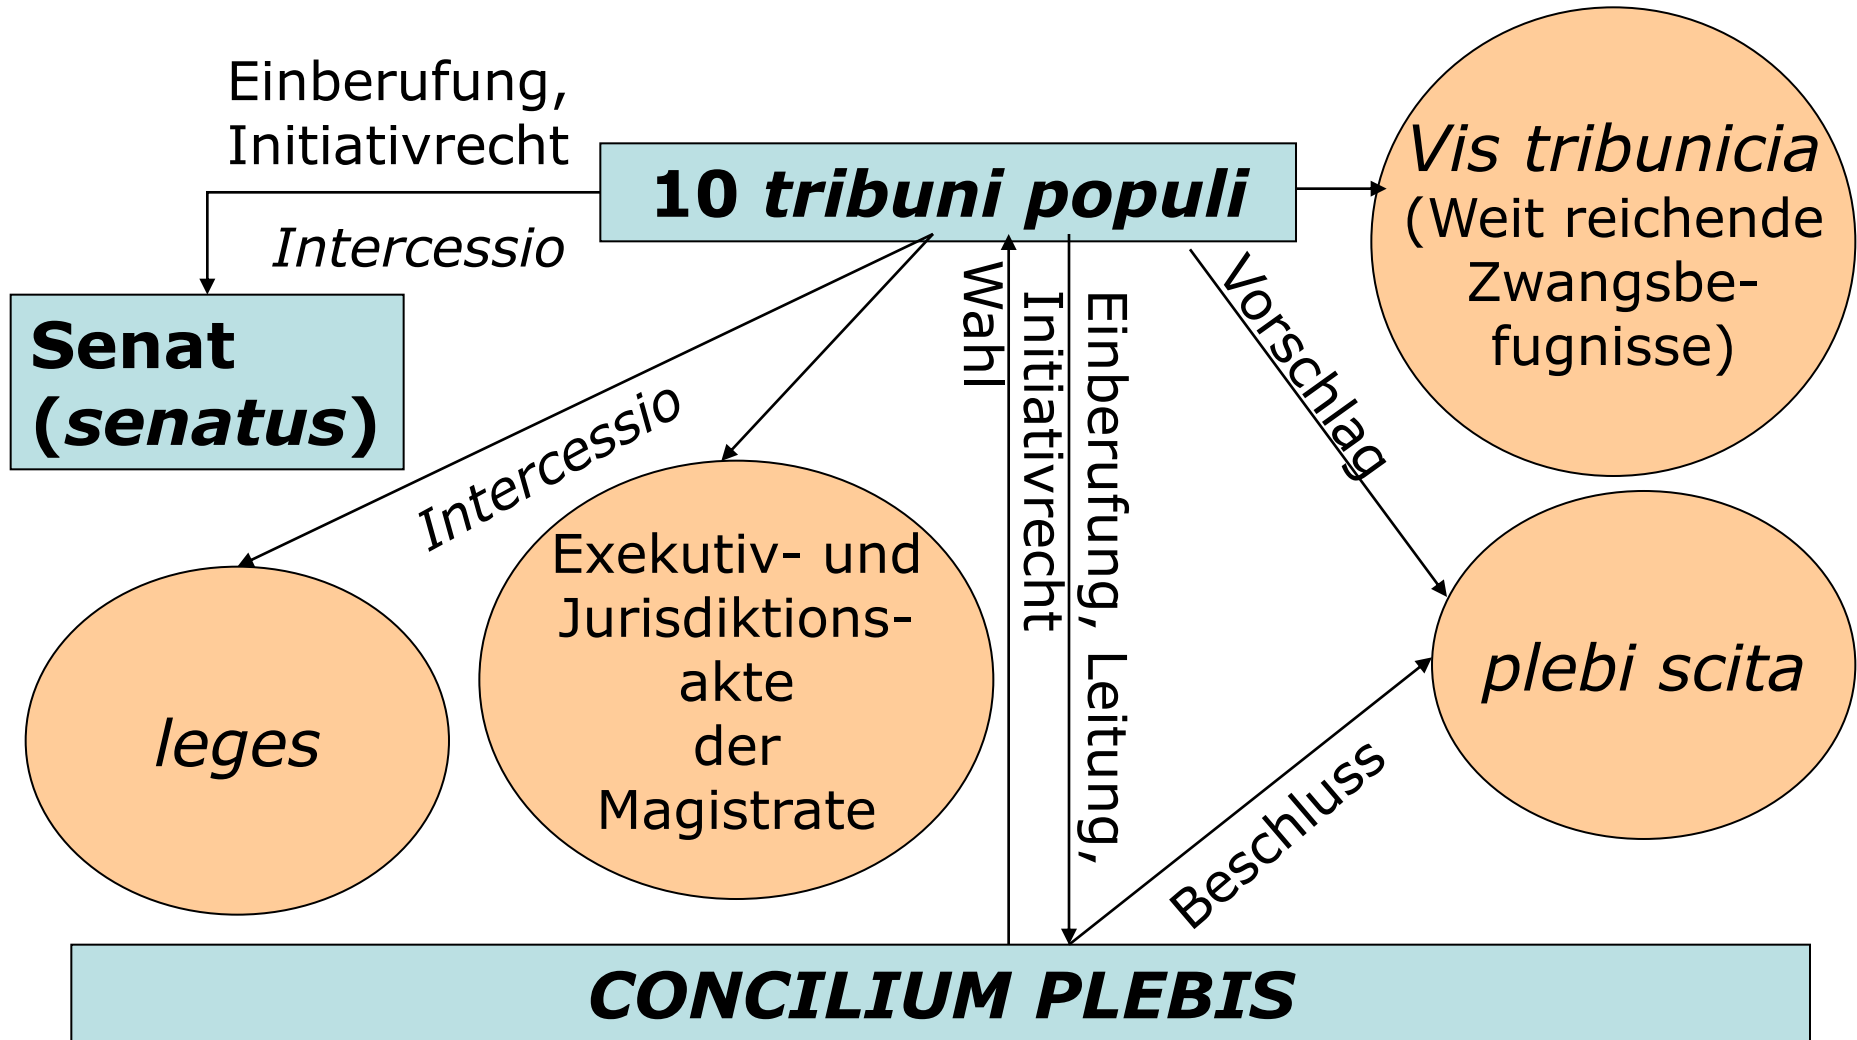 Einberufung,
Initiativrecht
10 tribuni populi
Vis tribunicia
(Weit reichende
Zwangsbe-
fugnisse)
Intercessio
Senat
(senatus)
Intercessio
Wahl
Einberufung, Leitung,
Initiativrecht
Vorschlag
leges
Exekutiv- und
Jurisdiktions-
akte
der
Magistrate
plebi scita
Beschluss
CONCILIUM PLEBIS